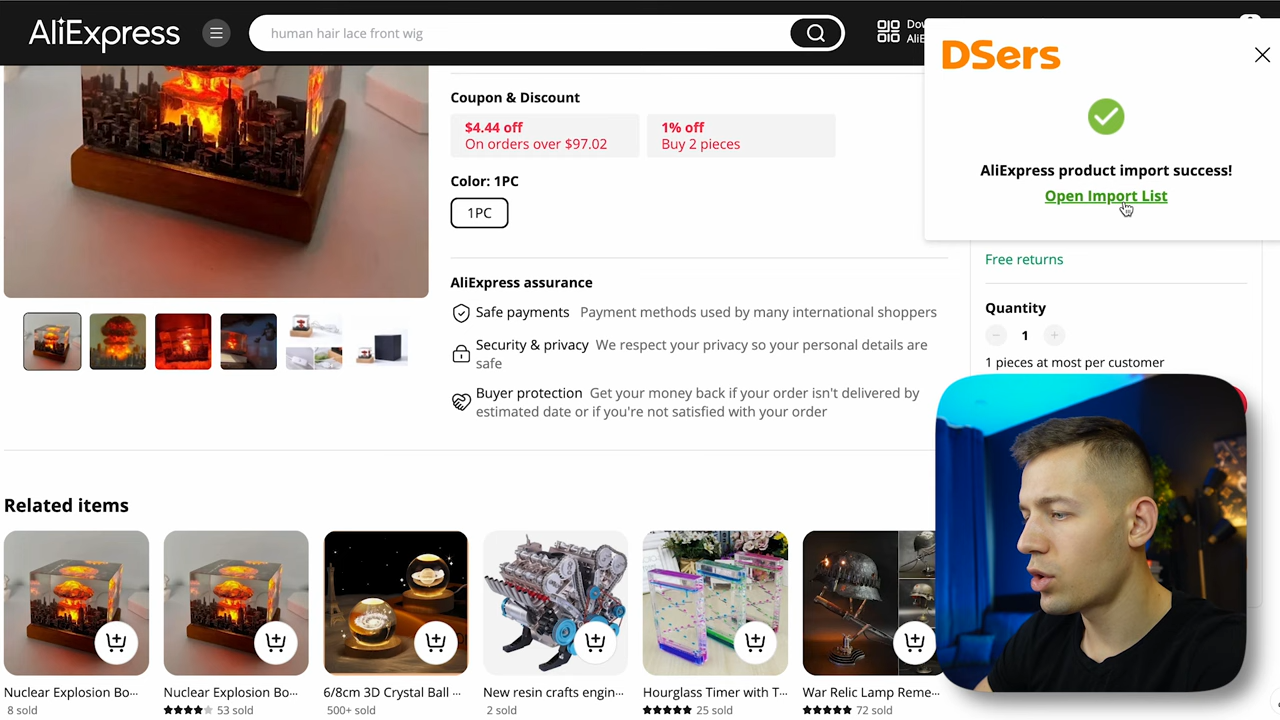 AliExpress
human hair lace front wig
Dow
AliE
DSers
AliExpress product import success!
Open Import List
Coupon & Discount
$4.44 off
On orders over $97.02
1% off
Buy 2 pieces
Color: 1PC
1PC
AliExpress assurance
Safe payments Payment methods used by many international shoppers
Security & privacy We respect your privacy so your personal details are
safe
Buyer protection Get your money back if your order isn't delivered by
estimated date or if you're not satisfied with your order
Free returns
Quantity
1
1 pieces at most per customer
Related items
Nuclear Explosion Bo...
8 sold
Nuclear Explosion Bo...
53 sold
6/8cm 3D Crystal Ball ...
500+ sold
New resin crafts engin...
2 sold
Hourglass Timer with T...
25 sold
War Relic Lamp Reme...
72 sold